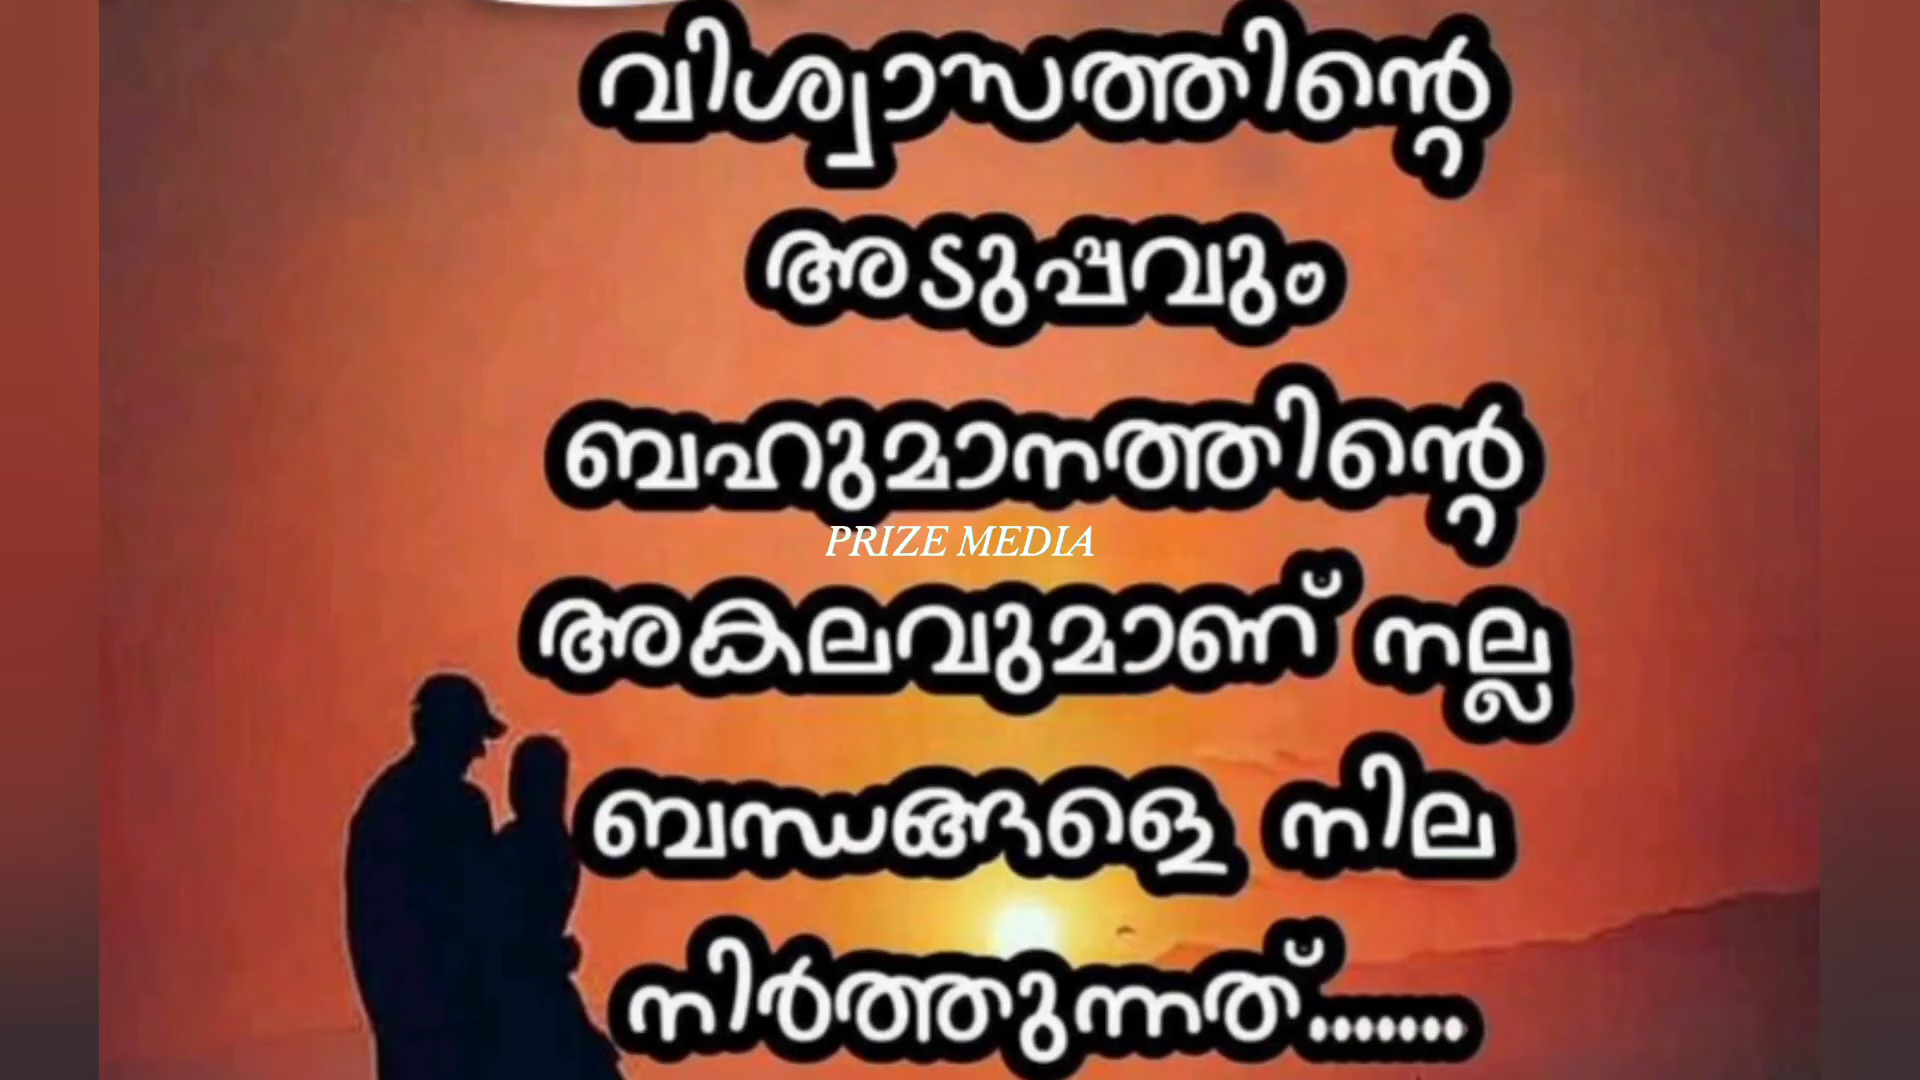 വിശ്വാസത്തിന്റെ
അടുപ്പവും
ബഹുമാനത്തിന്റെ
PRIZE MEDIA
അകലവുമാണ് നല്ല
ബന്ധങ്ങളെ നില
നിർത്തുന്നത്.......